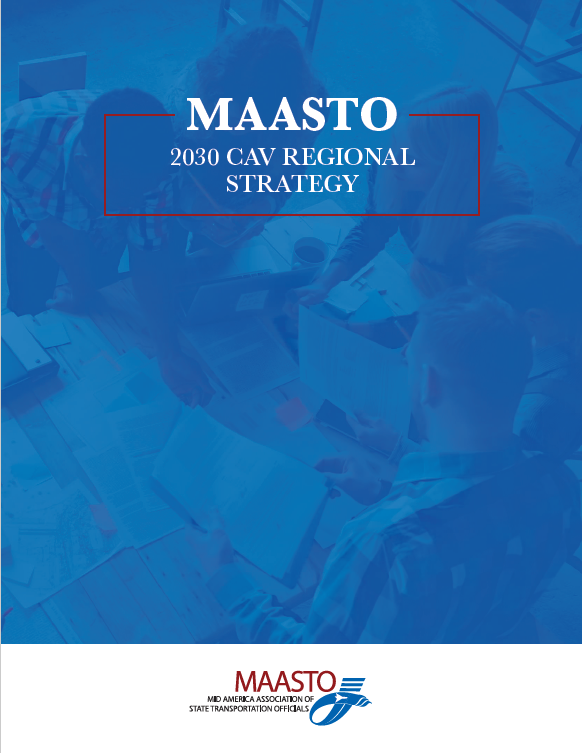 MAASTO
2030 CAV REGIONAL
STRATEGY
MAASTO
MID AMERICA ASSOCIATION OF
STATE TRANSPORTATION OFFICIALS